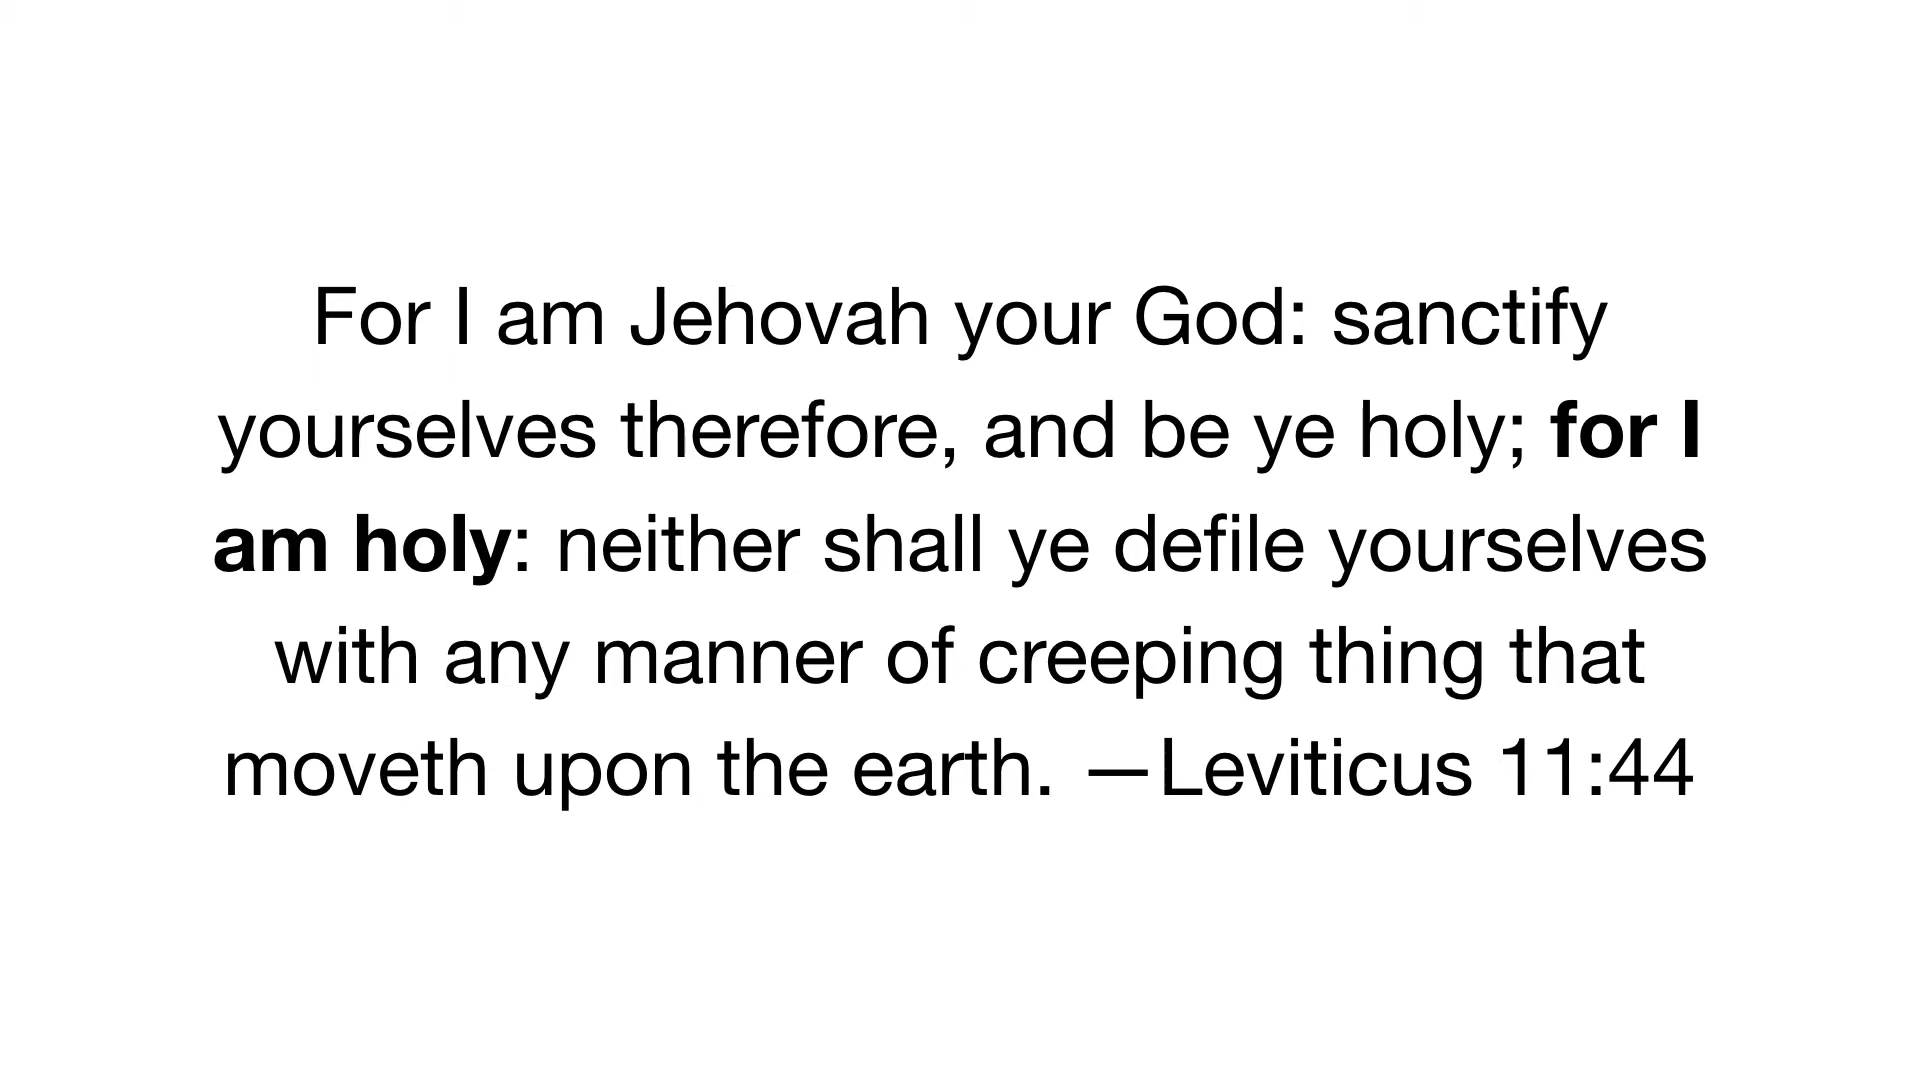 For I am Jehovah your God: sanctify
yourselves therefore, and be ye holy; for I
am holy: neither shall ye defile yourselves
with any manner of creeping thing that
moveth upon the earth. —Leviticus 11:44